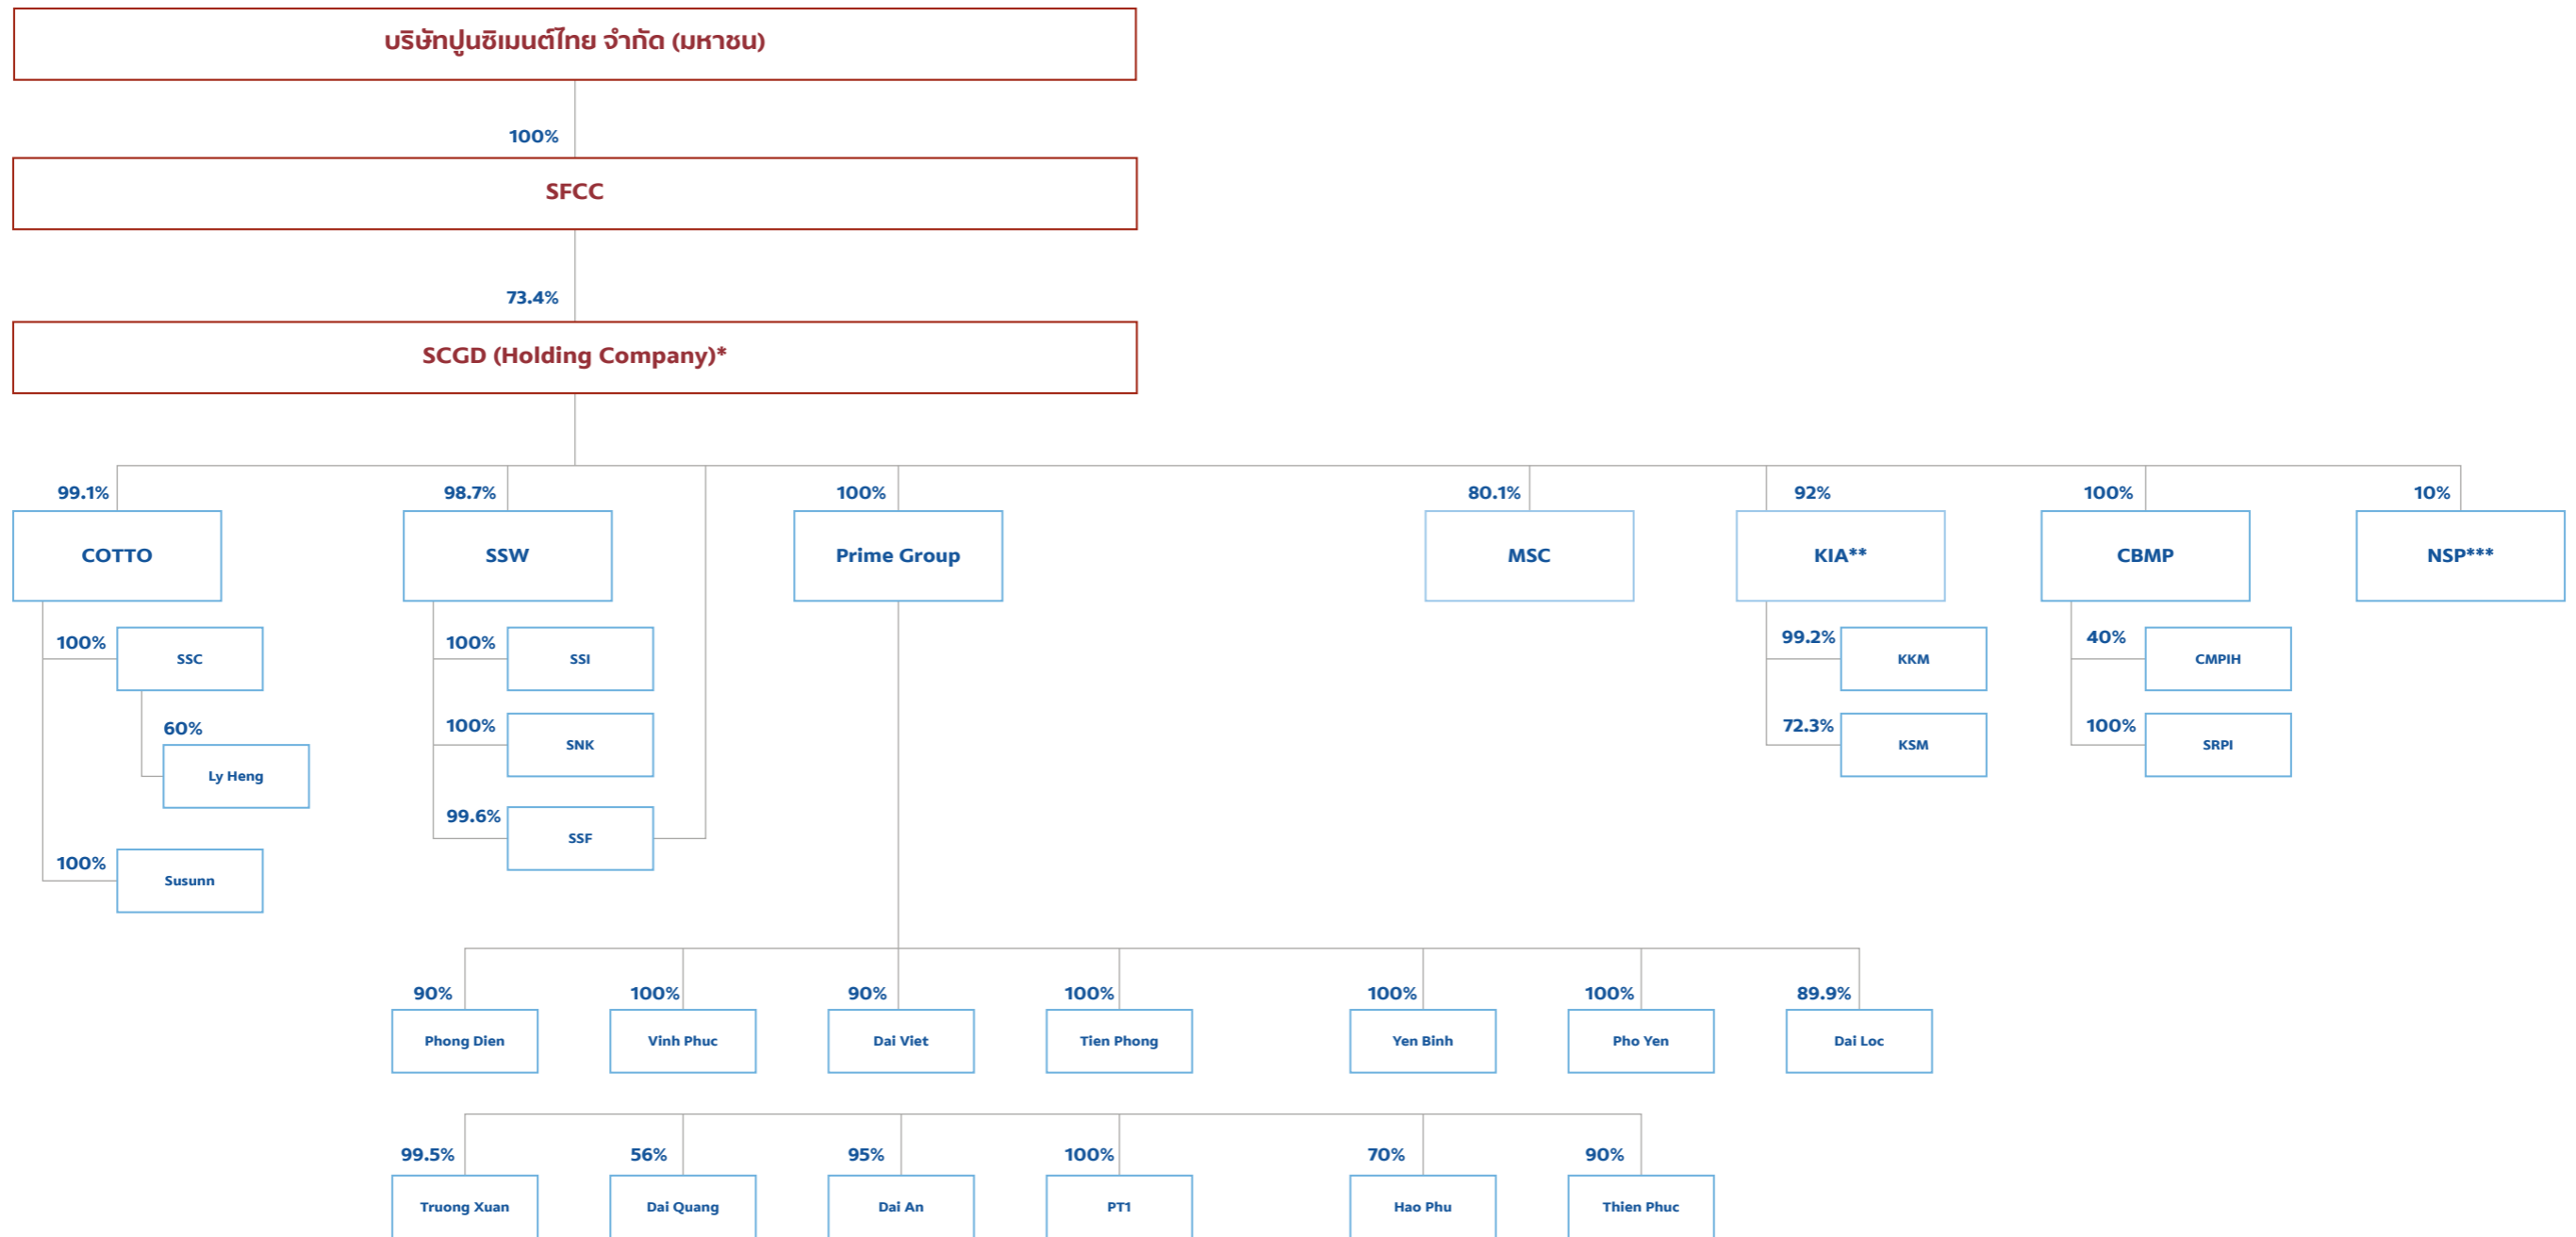 บริษัทปูนซิเมนต์ไทย จำกัด (มหาชน)
100%
SFCC
73.4%
SCGD (Holding Company)*
99.1%
98.7%
100%
80.1%
92%
100%
10%
COTTO
SSW
Prime Group
MSC
KIA**
CBMP
NSP***
100%
SSC
100%
SSI
99.2%
KKM
40%
CMPIH
60%
Ly Heng
100%
SNK
72.3%
KSM
100%
SRPI
99.6%
SSF
100%
Susunn
90%
100%
90%
100%
100%
100%
89.9%
Phong Dien
Vinh Phuc
Dai Viet
Tien Phong
Yen Binh
Pho Yen
Dai Loc
99.5%
56%
95%
100%
70%
90%
Truong Xuan
Dai Quang
Dai An
PT1
Hao Phu
Thien Phuc